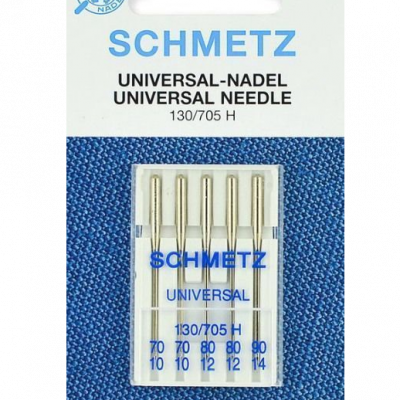 NADE
SCHMETZ
UNIVERSAL-NADEL
UNIVERSAL NEEDLE
130/705 H
SCHMETZ
UNIVERSAL
130/705 H
70 70 80 80 90
10 10 12 12 14